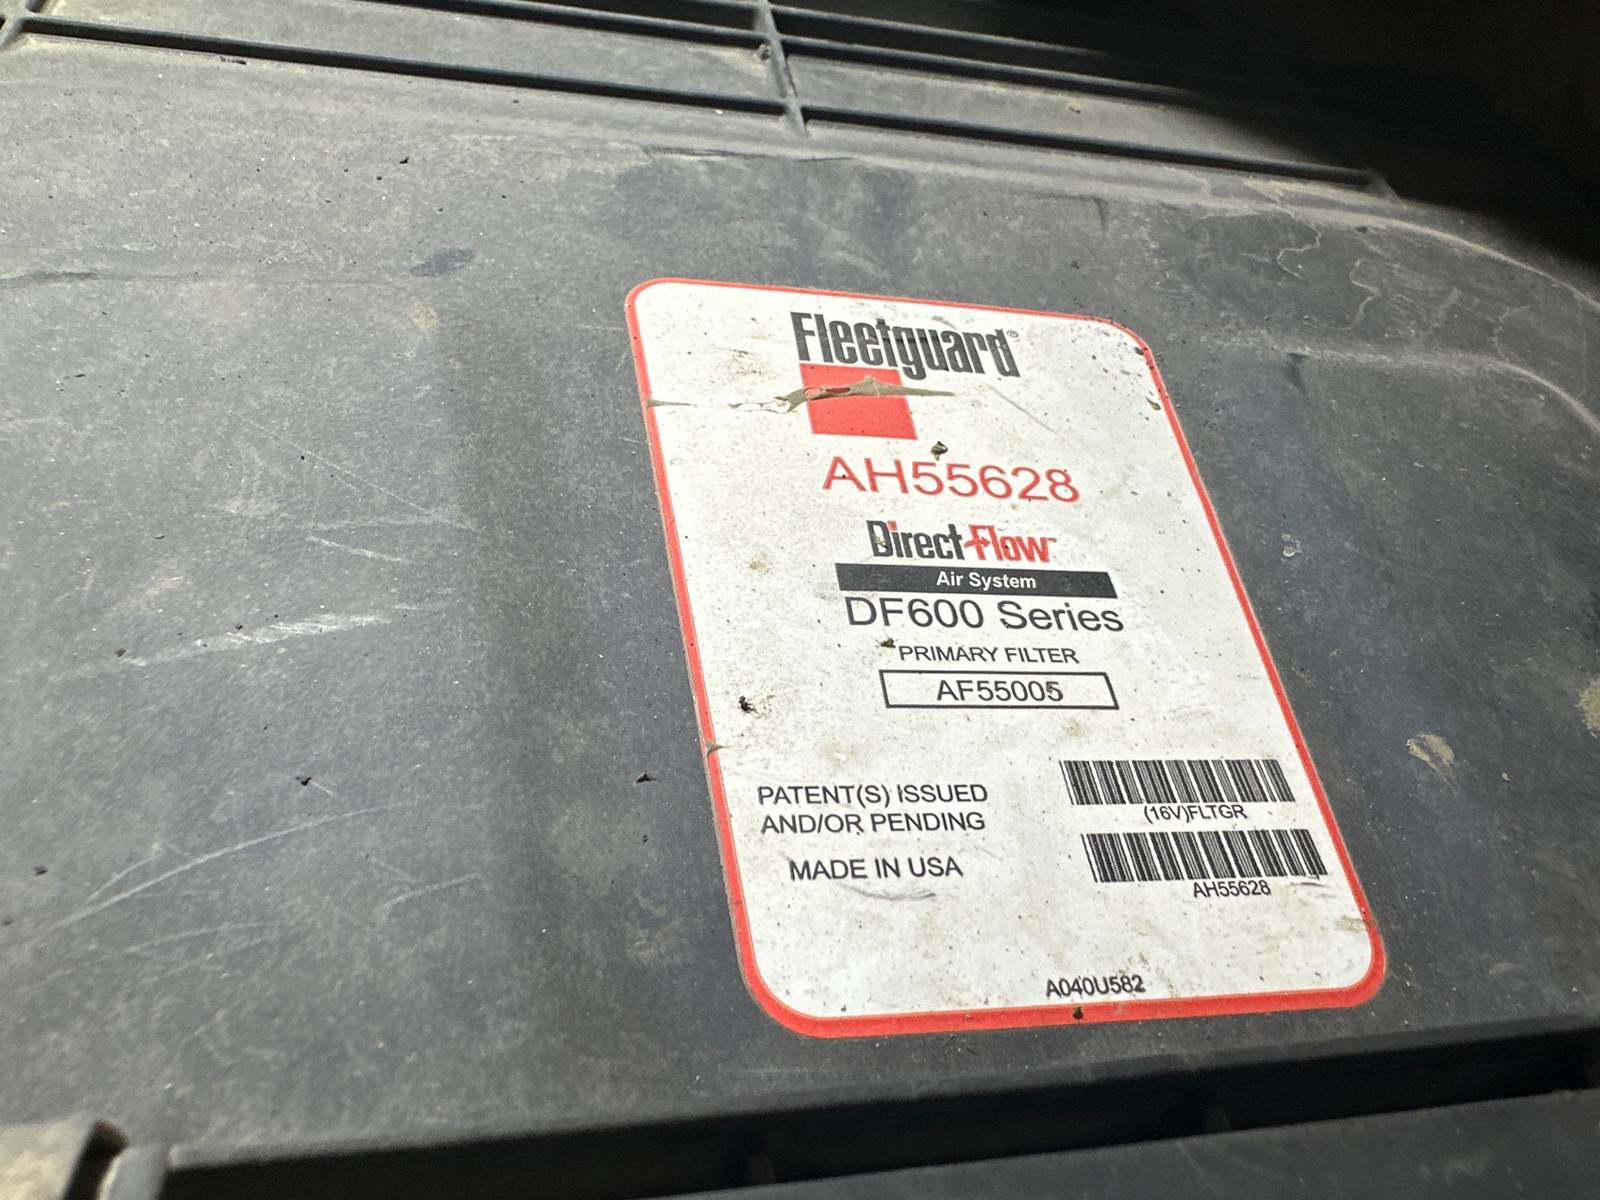 Fleetguard®
AH55628
Direct Flow™
Air System
DF600 Series
PRIMARY FILTER
AF55005
PATENT(S) ISSUED
AND/OR PENDING
MADE IN USA
(16V)FLTGR
AH55628
A040U582